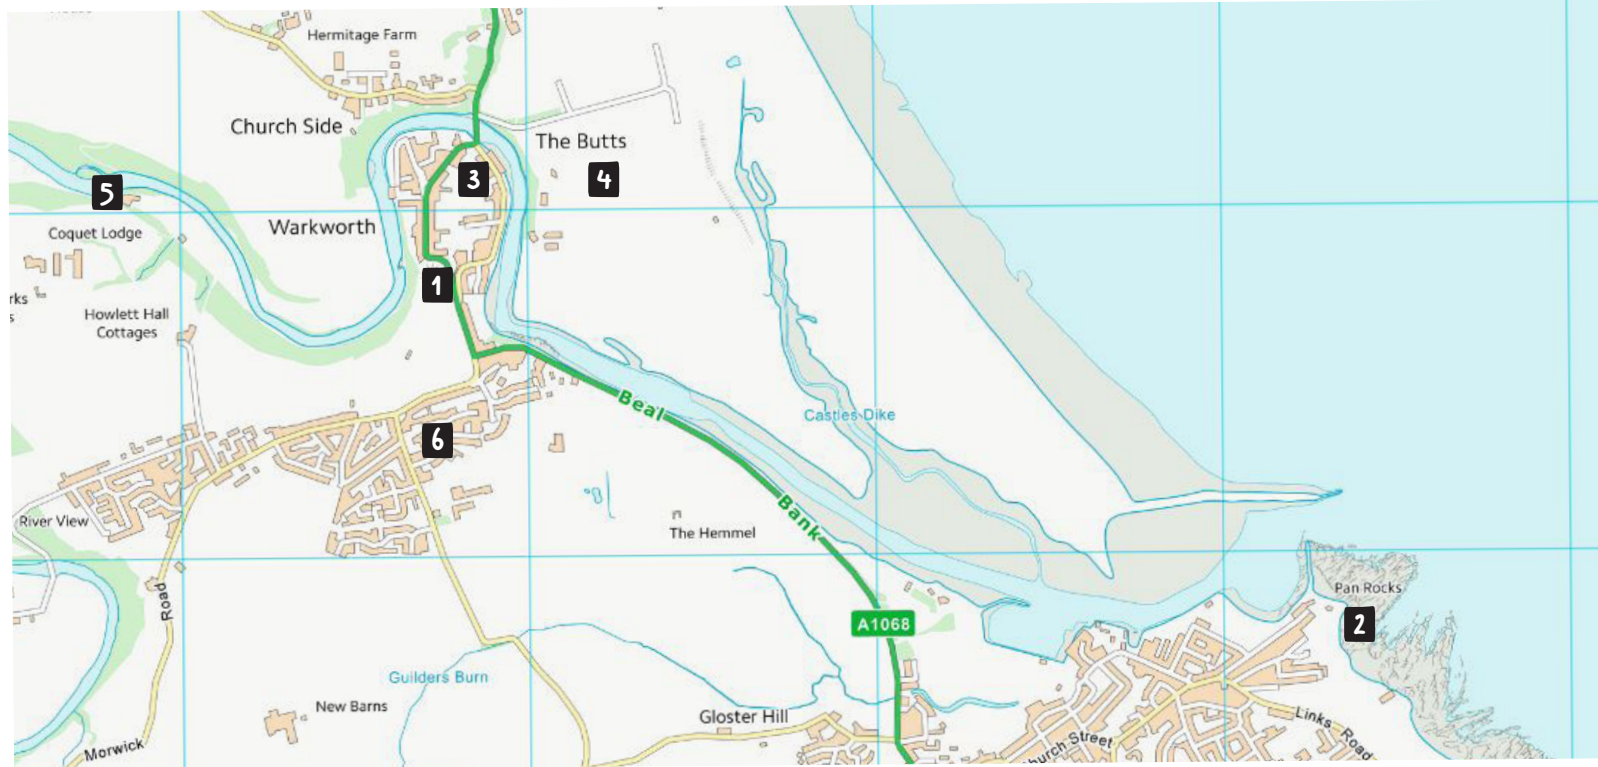 Hermitage Farm
Church Side
The Butts
3
4
5
Warkworth
Coquet Lodge
1
rks
s
Howlett Hall
Cottages
Beal
Castles Dike
6
Bank
River View
The Hemmel
Pan Rocks
Road
A1068
2
Guilders Burn
New Barns
Gloster Hill
Links Road
Morwick
hurch Street